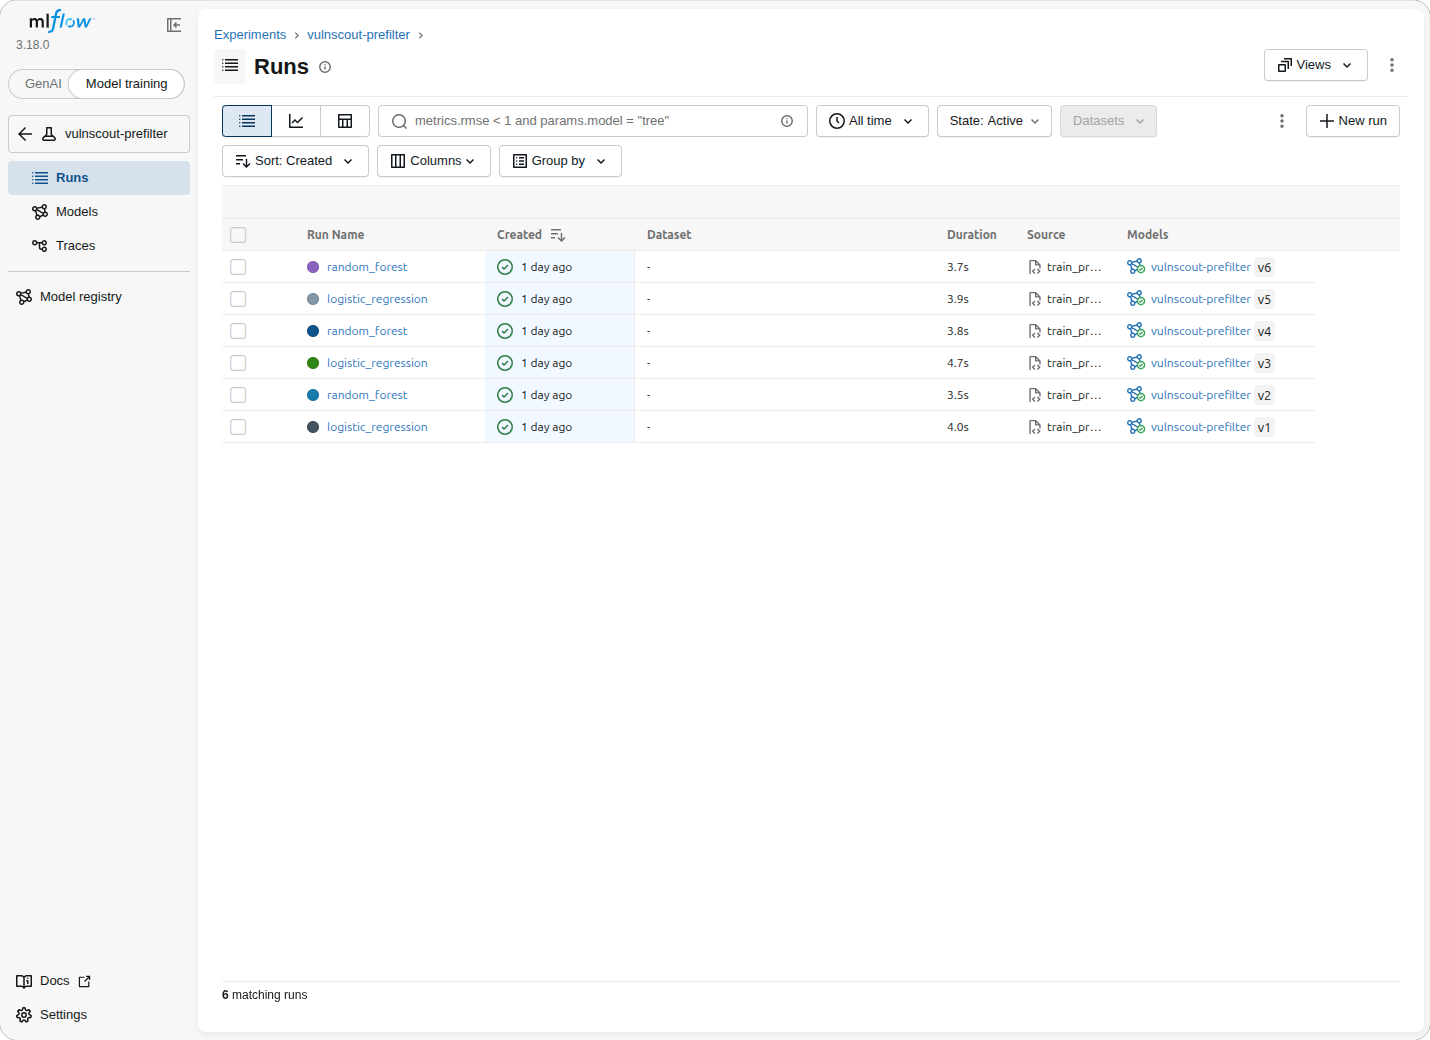 mlflow
3.18.0
GenAI Model training
vulnscout-prefilter
Runs
Models
Traces
Model registry
Docs
Settings
Experiments › vulnscout-prefilter ›
Runs
Views
metrics.rmse < 1 and params.model = "tree"
All time
State: Active
Datasets
New run
Sort: Created
Columns
Group by
Run Name Created Dataset Duration Source Models
random_forest 1 day ago - 3.7s train_pr... vulnscout-prefilter v6
logistic_regression 1 day ago - 3.9s train_pr... vulnscout-prefilter v5
random_forest 1 day ago - 3.8s train_pr... vulnscout-prefilter v4
logistic_regression 1 day ago - 4.7s train_pr... vulnscout-prefilter v3
random_forest 1 day ago - 3.5s train_pr... vulnscout-prefilter v2
logistic_regression 1 day ago - 4.0s train_pr... vulnscout-prefilter v1
6 matching runs